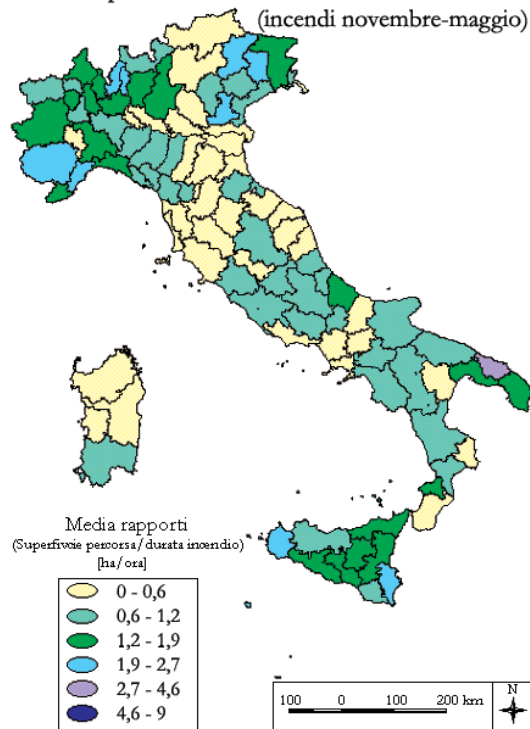 (incendi novembre-maggio)
Media rapporti
(Superfivoie percorsa/durata incendio)
[ha/ora]
0 - 0,6
0,6 - 1,2
1,2 - 1,9
1,9 - 2,7
2,7 - 4,6
4,6 - 9
100 0 100 200 km
N